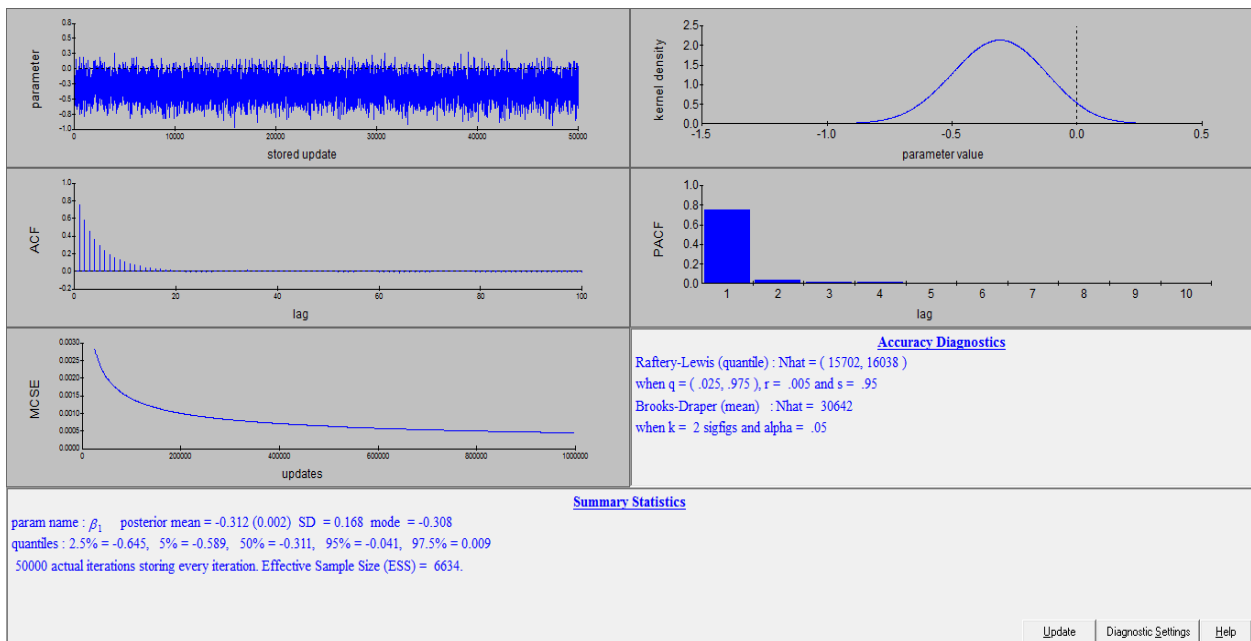 0.8
0.5
0.3
0.0
-0.3
-0.5
-0.8
-1.0
parameter
0 10000 20000 30000 40000 50000
stored update
2.5
2.0
1.5
1.0
0.5
0.0
kernel density
-1.5 -1.0 -0.5 0.0 0.5
parameter value
1.0
0.8
0.6
0.4
0.2
0.0
-0.2
ACF
0 20 40 60 80 100
lag
1.0
0.8
0.6
0.4
0.2
0.0
PACF
1 2 3 4 5 6 7 8 9 10
lag
0.0030
0.0025
0.0020
0.0015
0.0010
0.0005
0.0000
MCSE
0 200000 400000 600000 800000 1000000
updates
Accuracy Diagnostics
Raftery-Lewis (quantile) : Nhat = ( 15702, 16038 )
when q = ( .025, .975 ), r = .005 and s = .95
Brooks-Draper (mean) : Nhat = 30642
when k = 2 sigfigs and alpha = .05
Summary Statistics
param name : β₁ posterior mean = -0.312 (0.002) SD = 0.168 mode = -0.308
quantiles : 2.5% = -0.645, 5% = -0.589, 50% = -0.311, 95% = -0.041, 97.5% = 0.009
50000 actual iterations storing every iteration. Effective Sample Size (ESS) = 6634.
Update Diagnostic Settings Help